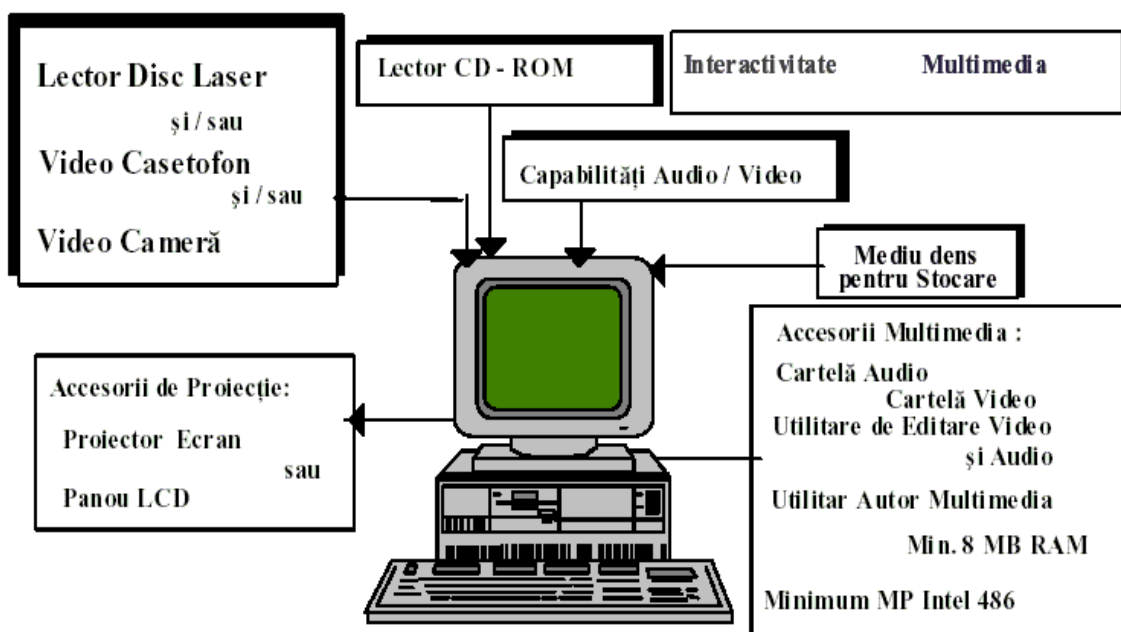 Lector Disc Laser
și / sau
Video Casetofon
și / sau
Video Cameră
Lector CD - ROM
Interactivitate Multimedia
Capabilități Audio / Video
Mediu dens
pentru Stocare
Accesorii de Proiecție:
Proiector Ecran
sau
Panou LCD
Accesorii Multimedia :
Cartelă Audio
Cartelă Video
Utilitare de Editare Video
și Audio
Utilitar Autor Multimedia
Min. 8 MB RAM
Minimum MP Intel 486